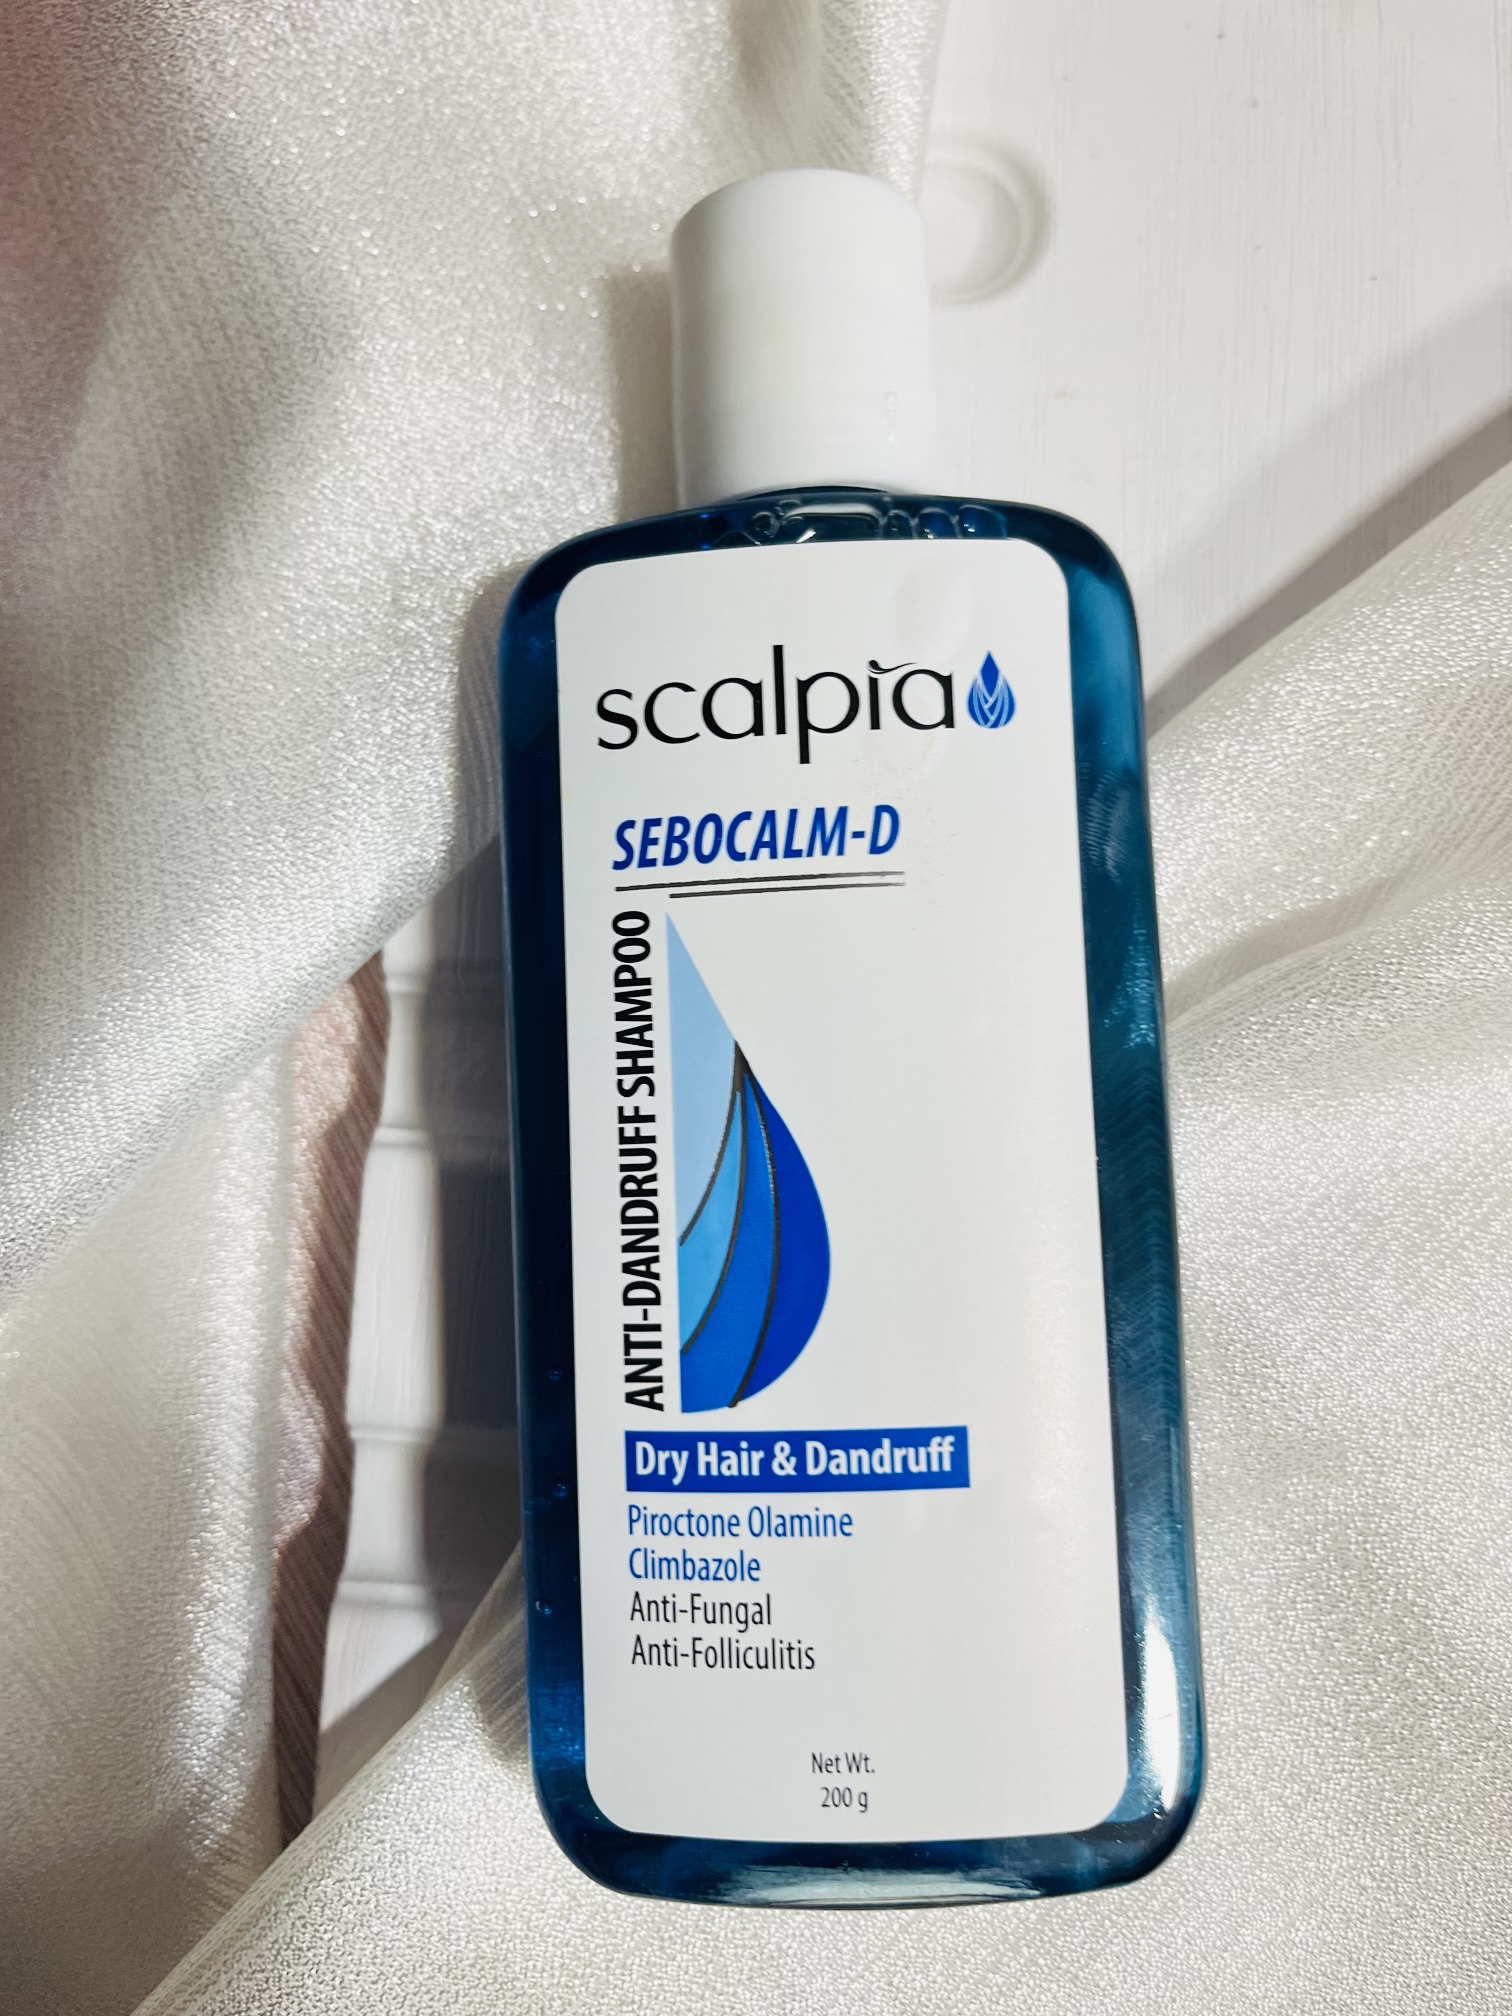 scalpia
SEBOCALM-D
ANTI-DANDRUFF SHAMPOO
Dry Hair & Dandruff
Piroctone Olamine
Climbazole
Anti-Fungal
Anti-Folliculitis
Net Wt.
200 g